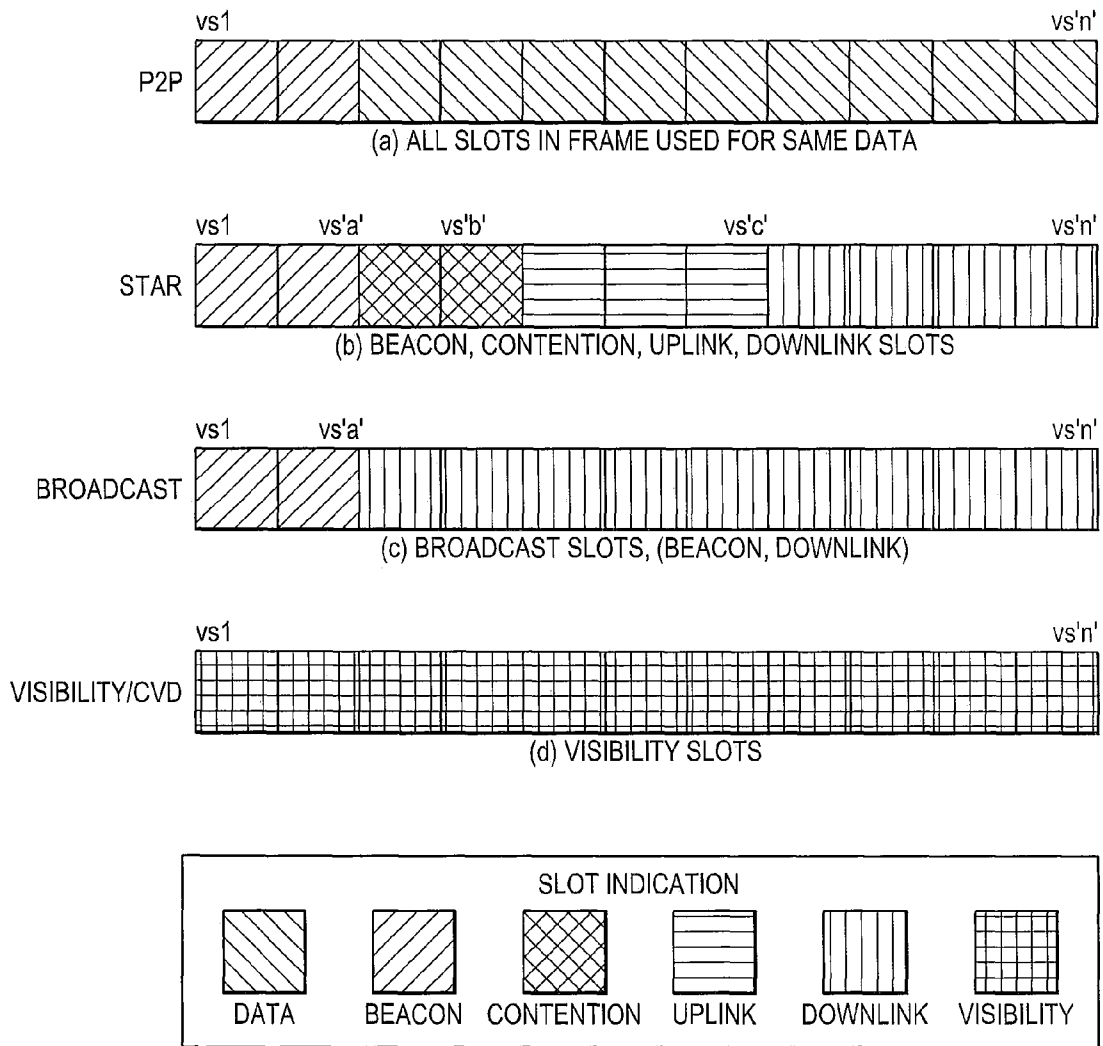 vs1 vs'n'
P2P
(a) ALL SLOTS IN FRAME USED FOR SAME DATA
vs1 vs'a' vs'b' vs'c' vs'n'
STAR
(b) BEACON, CONTENTION, UPLINK, DOWNLINK SLOTS
vs1 vs'a' vs'n'
BROADCAST
(c) BROADCAST SLOTS, (BEACON, DOWNLINK)
vs1 vs'n'
VISIBILITY/CVD
(d) VISIBILITY SLOTS
SLOT INDICATION
DATA BEACON CONTENTION UPLINK DOWNLINK VISIBILITY